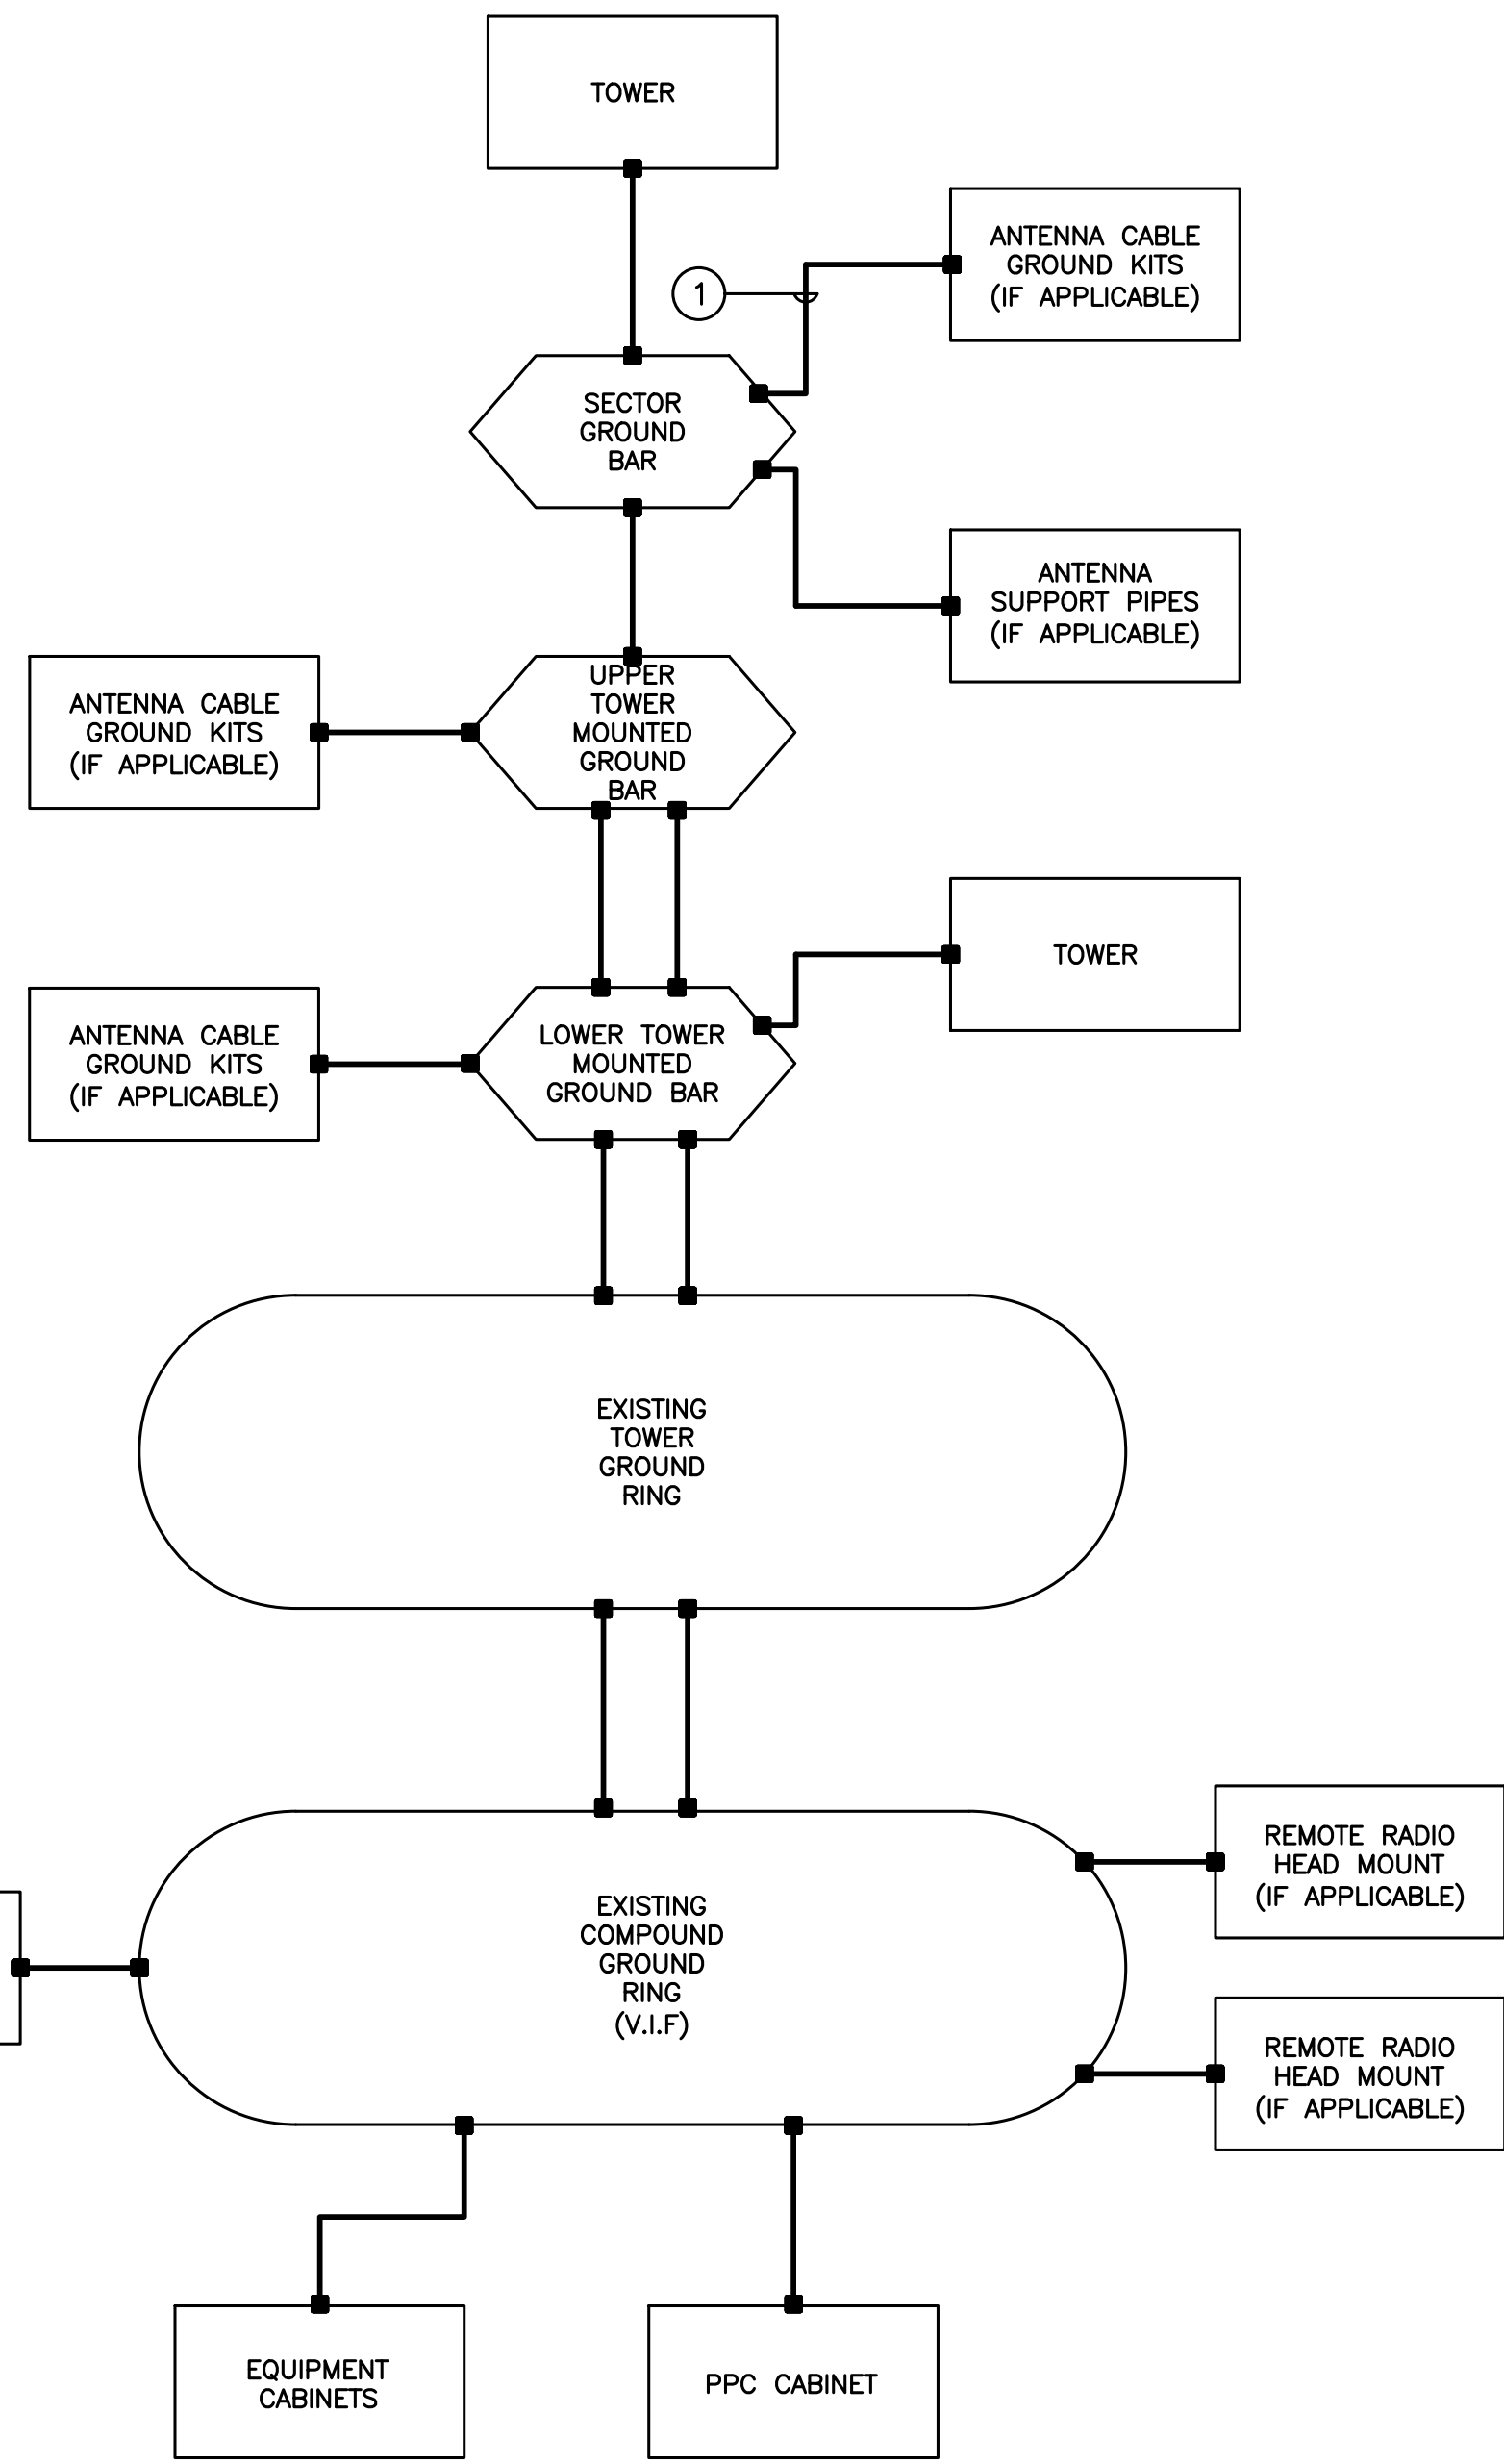 TOWER
ANTENNA CABLE
GROUND KITS
(IF APPLICABLE)
1
SECTOR
GROUND
BAR
ANTENNA
SUPPORT PIPES
(IF APPLICABLE)
UPPER
TOWER
MOUNTED
GROUND
BAR
ANTENNA CABLE
GROUND KITS
(IF APPLICABLE)
TOWER
LOWER TOWER
MOUNTED
GROUND BAR
ANTENNA CABLE
GROUND KITS
(IF APPLICABLE)
EXISTING
TOWER
GROUND
RING
EXISTING
COMPOUND
GROUND
RING
(V.I.F)
REMOTE RADIO
HEAD MOUNT
(IF APPLICABLE)
REMOTE RADIO
HEAD MOUNT
(IF APPLICABLE)
EQUIPMENT
CABINETS
PPC CABINET